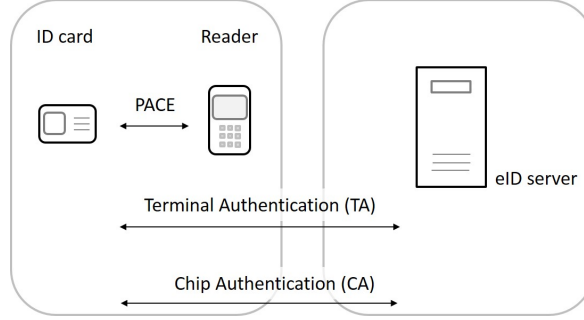 ID card
Reader
PACE
eID server
Terminal Authentication (TA)
Chip Authentication (CA)